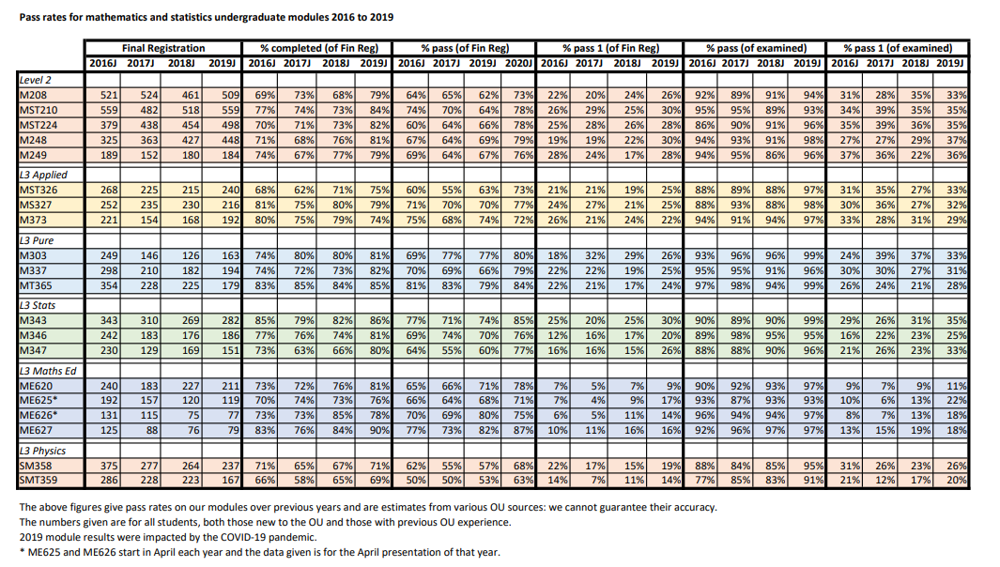 Pass rates for mathematics and statistics undergraduate modules 2016 to 2019
Final Registration % completed (of Fin Reg) % pass (of Fin Reg) % pass 1 (of Fin Reg) % pass (of examined) % pass 1 (of examined)
2016J 2017J 2018J 2019J 2016J 2017J 2018J 2019J 2016J 2017J 2019J 2020J 2016J 2017J 2018J 2019J 2016J 2017J 2018J 2019J 2016J 2017J 2018J 2019J
Level 2
M208 521 524 461 509 69% 73% 68% 79% 64% 65% 62% 73% 22% 20% 24% 26% 92% 89% 91% 94% 31% 28% 35% 33%
MST210 559 482 518 559 77% 74% 73% 84% 74% 70% 64% 78% 26% 29% 25% 30% 95% 95% 89% 93% 34% 39% 35% 35%
MST224 379 438 454 498 70% 71% 73% 82% 60% 64% 66% 78% 25% 28% 26% 28% 86% 90% 91% 96% 35% 39% 36% 35%
M248 325 363 427 448 71% 68% 76% 81% 67% 64% 69% 79% 19% 19% 22% 30% 94% 93% 91% 98% 27% 27% 29% 37%
M249 189 152 180 184 74% 67% 77% 79% 69% 64% 67% 76% 28% 24% 17% 28% 94% 95% 86% 96% 37% 36% 22% 36%
L3 Applied
MST326 268 225 215 240 68% 62% 71% 75% 60% 55% 63% 73% 21% 21% 19% 25% 88% 89% 88% 97% 31% 35% 27% 33%
MS327 252 235 230 216 81% 75% 80% 79% 71% 70% 70% 77% 24% 27% 21% 25% 88% 93% 88% 98% 30% 36% 27% 32%
M373 221 154 168 192 80% 75% 79% 74% 75% 68% 74% 72% 26% 21% 24% 22% 94% 91% 94% 97% 33% 28% 31% 29%
L3 Pure
M303 249 146 126 163 74% 80% 80% 81% 69% 77% 77% 80% 18% 32% 29% 26% 93% 96% 96% 99% 24% 39% 37% 33%
M337 298 210 182 194 74% 72% 73% 82% 70% 69% 66% 79% 22% 22% 19% 25% 95% 95% 91% 96% 30% 30% 27% 31%
MT365 354 228 225 179 83% 85% 84% 85% 81% 83% 79% 84% 22% 21% 17% 24% 97% 98% 94% 99% 26% 24% 21% 28%
L3 Stats
M343 343 310 269 282 85% 79% 82% 86% 77% 71% 74% 85% 25% 20% 25% 30% 90% 89% 90% 99% 29% 26% 31% 35%
M346 242 183 176 186 77% 76% 74% 81% 69% 74% 70% 76% 12% 16% 17% 20% 89% 98% 95% 95% 16% 22% 23% 25%
M347 230 129 169 151 73% 63% 66% 80% 64% 55% 60% 77% 16% 16% 15% 26% 88% 88% 90% 96% 21% 26% 23% 33%
L3 Maths Ed
ME620 240 183 227 211 73% 72% 76% 81% 65% 66% 71% 78% 7% 5% 7% 9% 90% 92% 93% 97% 9% 7% 9% 11%
ME625* 192 157 120 119 70% 74% 73% 76% 66% 64% 68% 71% 7% 4% 9% 17% 93% 87% 93% 93% 10% 6% 13% 22%
ME626* 131 115 75 77 73% 73% 85% 78% 70% 69% 80% 75% 6% 5% 11% 14% 96% 94% 94% 97% 8% 7% 13% 18%
ME627 125 88 76 79 83% 76% 84% 90% 77% 73% 82% 87% 10% 11% 16% 16% 92% 96% 97% 97% 13% 15% 19% 18%
L3 Physics
SM358 375 277 264 237 71% 65% 67% 71% 62% 55% 57% 68% 22% 17% 15% 19% 88% 84% 85% 95% 31% 26% 23% 26%
SMT359 286 228 223 167 66% 58% 65% 69% 50% 50% 53% 63% 14% 7% 11% 14% 77% 85% 83% 91% 21% 12% 17% 20%
The above figures give pass rates on our modules over previous years and are estimates from various OU sources: we cannot guarantee their accuracy.
The numbers given are for all students, both those new to the OU and those with previous OU experience.
2019 module results were impacted by the COVID-19 pandemic.
* ME625 and ME626 start in April each year and the data given is for the April presentation of that year.